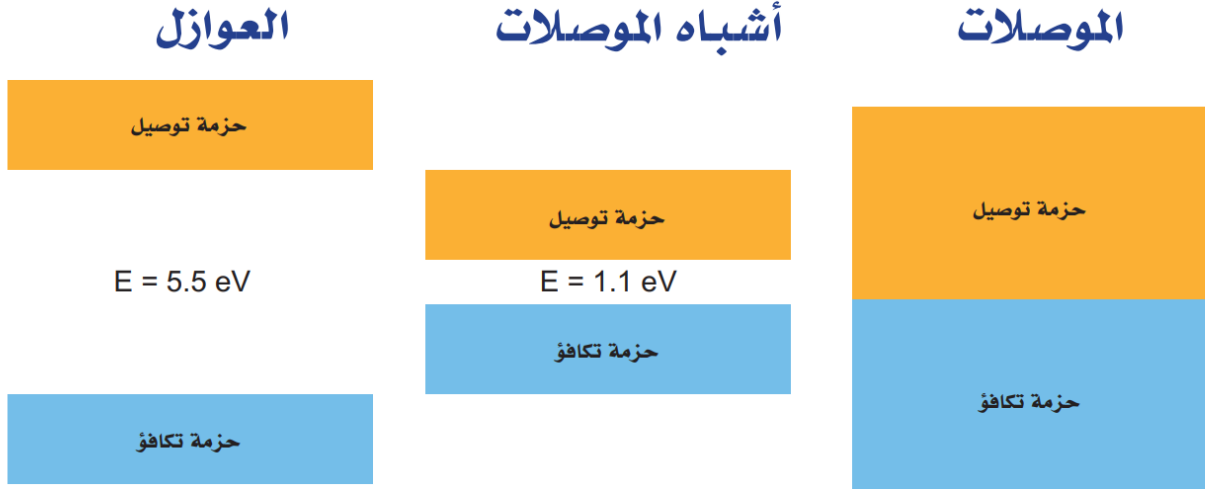 الموصلات
أشباه الموصلات
العوازل
حزمة توصيل
حزمة توصيل
حزمة توصيل
E = 1.1 eV
E = 5.5 eV
حزمة تكافؤ
حزمة تكافؤ
حزمة تكافؤ